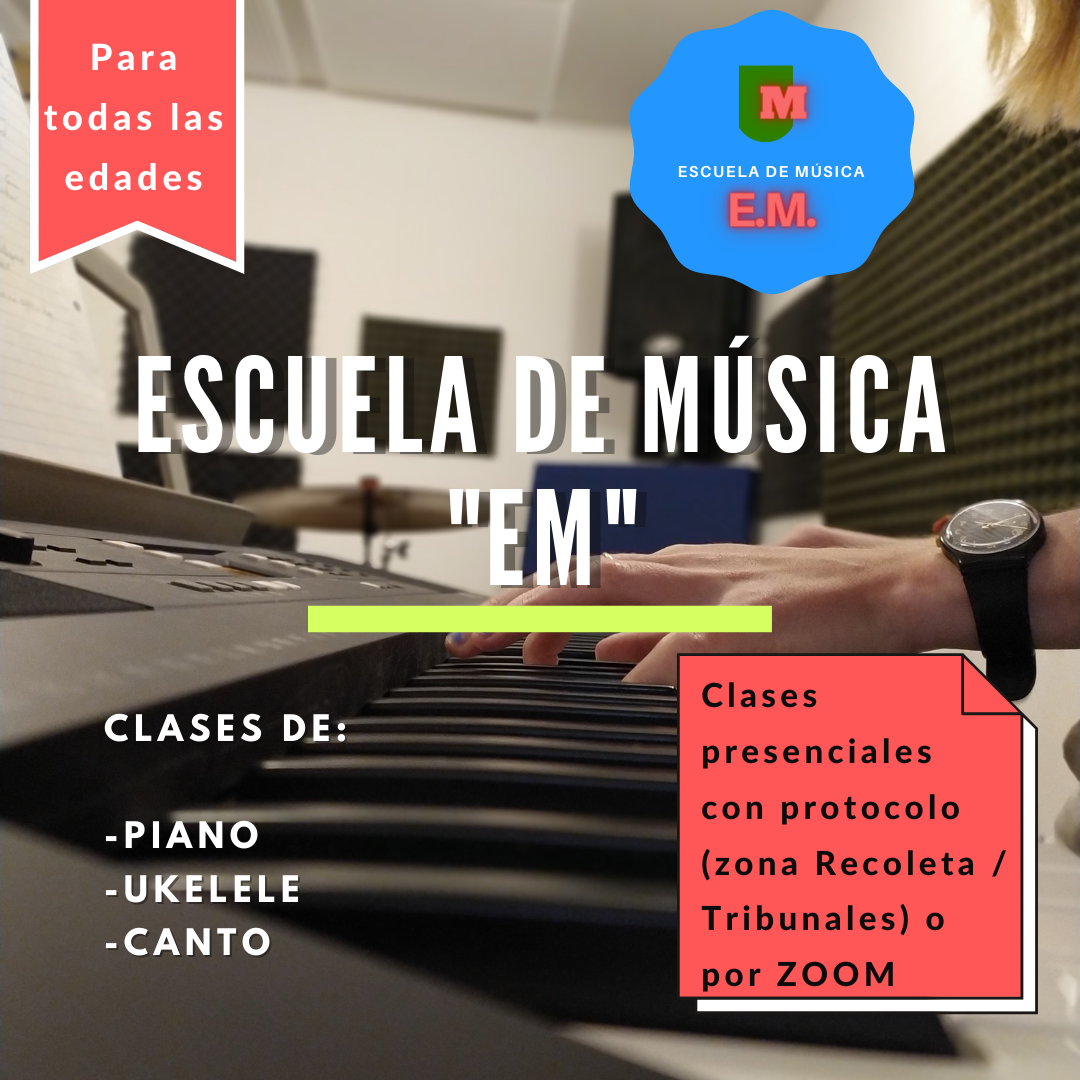 Para
todas las
edades
M
ESCUELA DE MÚSICA
E.M.
ESCUELA DE MÚSICA
"EM"
CLASES DE:
-PIANO
-UKELELE
-CANTO
Clases
presenciales
con protocolo
(zona Recoleta /
Tribunales) o
por ZOOM